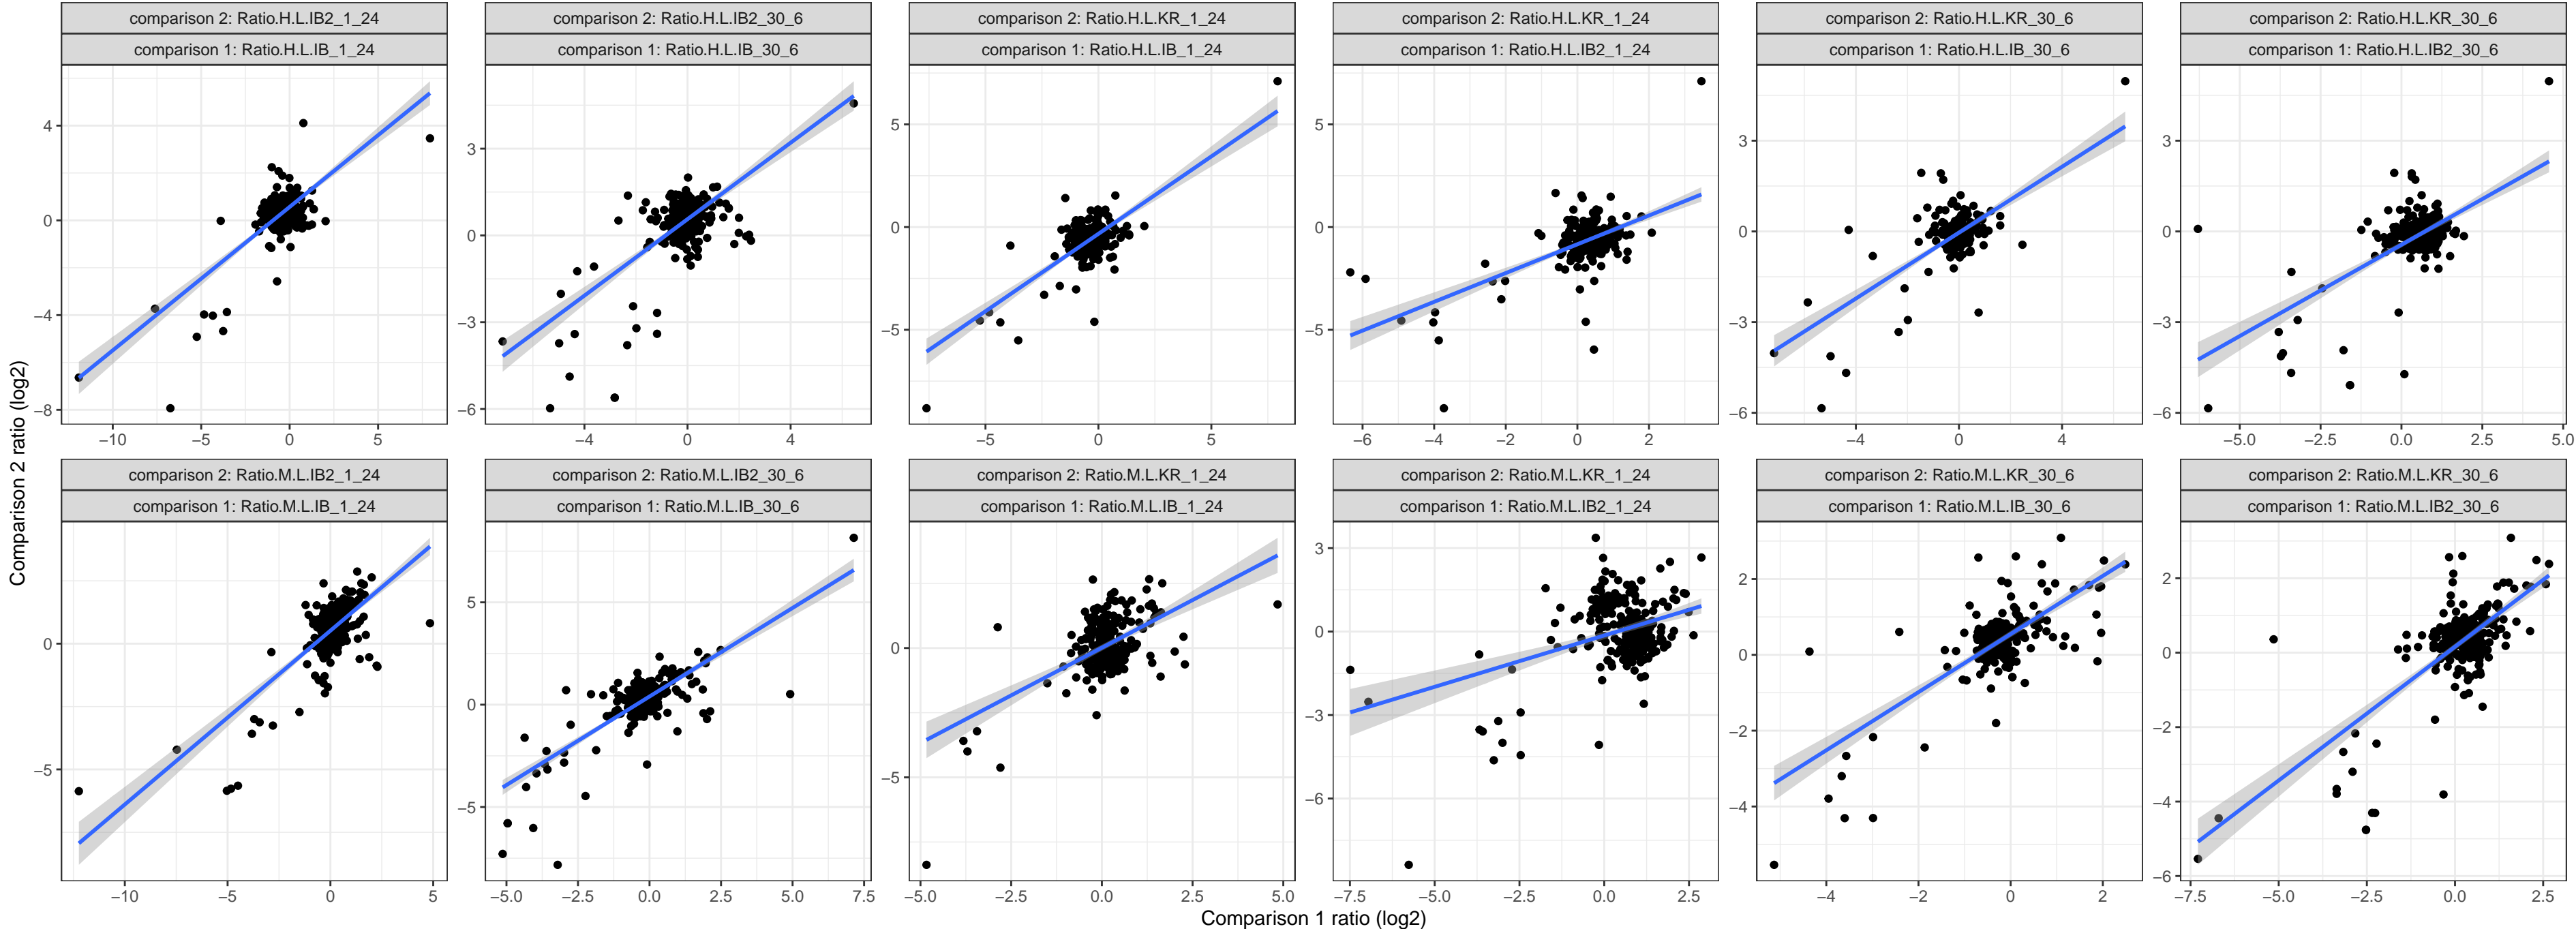 comparison 2: Ratio.H.L.IB2_1_24
comparison 1: Ratio.H.L.IB_1_24
4
0
−4
−8
−10 −5 0 5
comparison 2: Ratio.H.L.IB2_30_6
comparison 1: Ratio.H.L.IB_30_6
3
0
−3
−6
−4 0 4
comparison 2: Ratio.H.L.KR_1_24
comparison 1: Ratio.H.L.IB_1_24
5
0
−5
−5 0 5
comparison 2: Ratio.H.L.KR_1_24
comparison 1: Ratio.H.L.IB2_1_24
5
0
−5
−6 −4 −2 0 2
comparison 2: Ratio.H.L.KR_30_6
comparison 1: Ratio.H.L.IB_30_6
3
0
−3
−6
−4 0 4
comparison 2: Ratio.H.L.KR_30_6
comparison 1: Ratio.H.L.IB2_30_6
3
0
−3
−6
−5.0 −2.5 0.0 2.5 5.0
comparison 2: Ratio.M.L.IB2_1_24
comparison 1: Ratio.M.L.IB_1_24
0
−5
−10 −5 0 5
comparison 2: Ratio.M.L.IB2_30_6
comparison 1: Ratio.M.L.IB_30_6
5
0
−5
−5.0 −2.5 0.0 2.5 5.0 7.5
comparison 2: Ratio.M.L.KR_1_24
comparison 1: Ratio.M.L.IB_1_24
0
−5
−5.0 −2.5 0.0 2.5 5.0
comparison 2: Ratio.M.L.KR_1_24
comparison 1: Ratio.M.L.IB2_1_24
3
0
−3
−6
−7.5 −5.0 −2.5 0.0 2.5
comparison 2: Ratio.M.L.KR_30_6
comparison 1: Ratio.M.L.IB_30_6
2
0
−2
−4
−4 −2 0 2
comparison 2: Ratio.M.L.KR_30_6
comparison 1: Ratio.M.L.IB2_30_6
2
0
−2
−4
−6
−7.5 −5.0 −2.5 0.0 2.5
Comparison 2 ratio (log2)
Comparison 1 ratio (log2)